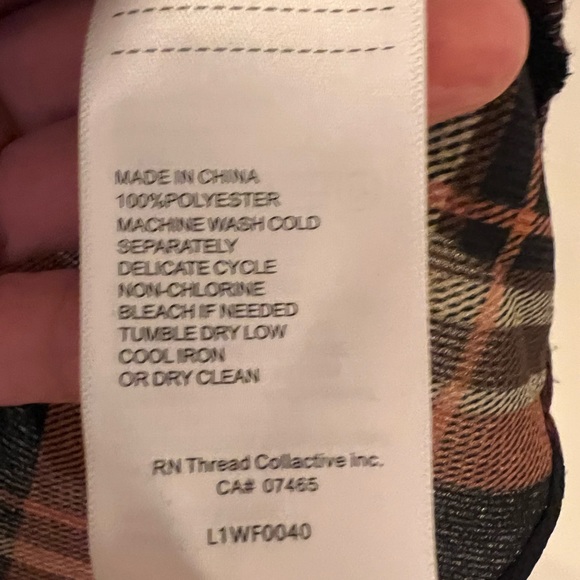 MADE IN CHINA
100%POLYESTER
MACHINE WASH COLD
SEPARATELY
DELICATE CYCLE
NON-CHLORINE
BLEACH IF NEEDED
TUMBLE DRY LOW
COOL IRON
OR DRY CLEAN
RN Thread Collactive Inc.
CA# 07465
L1WF0040